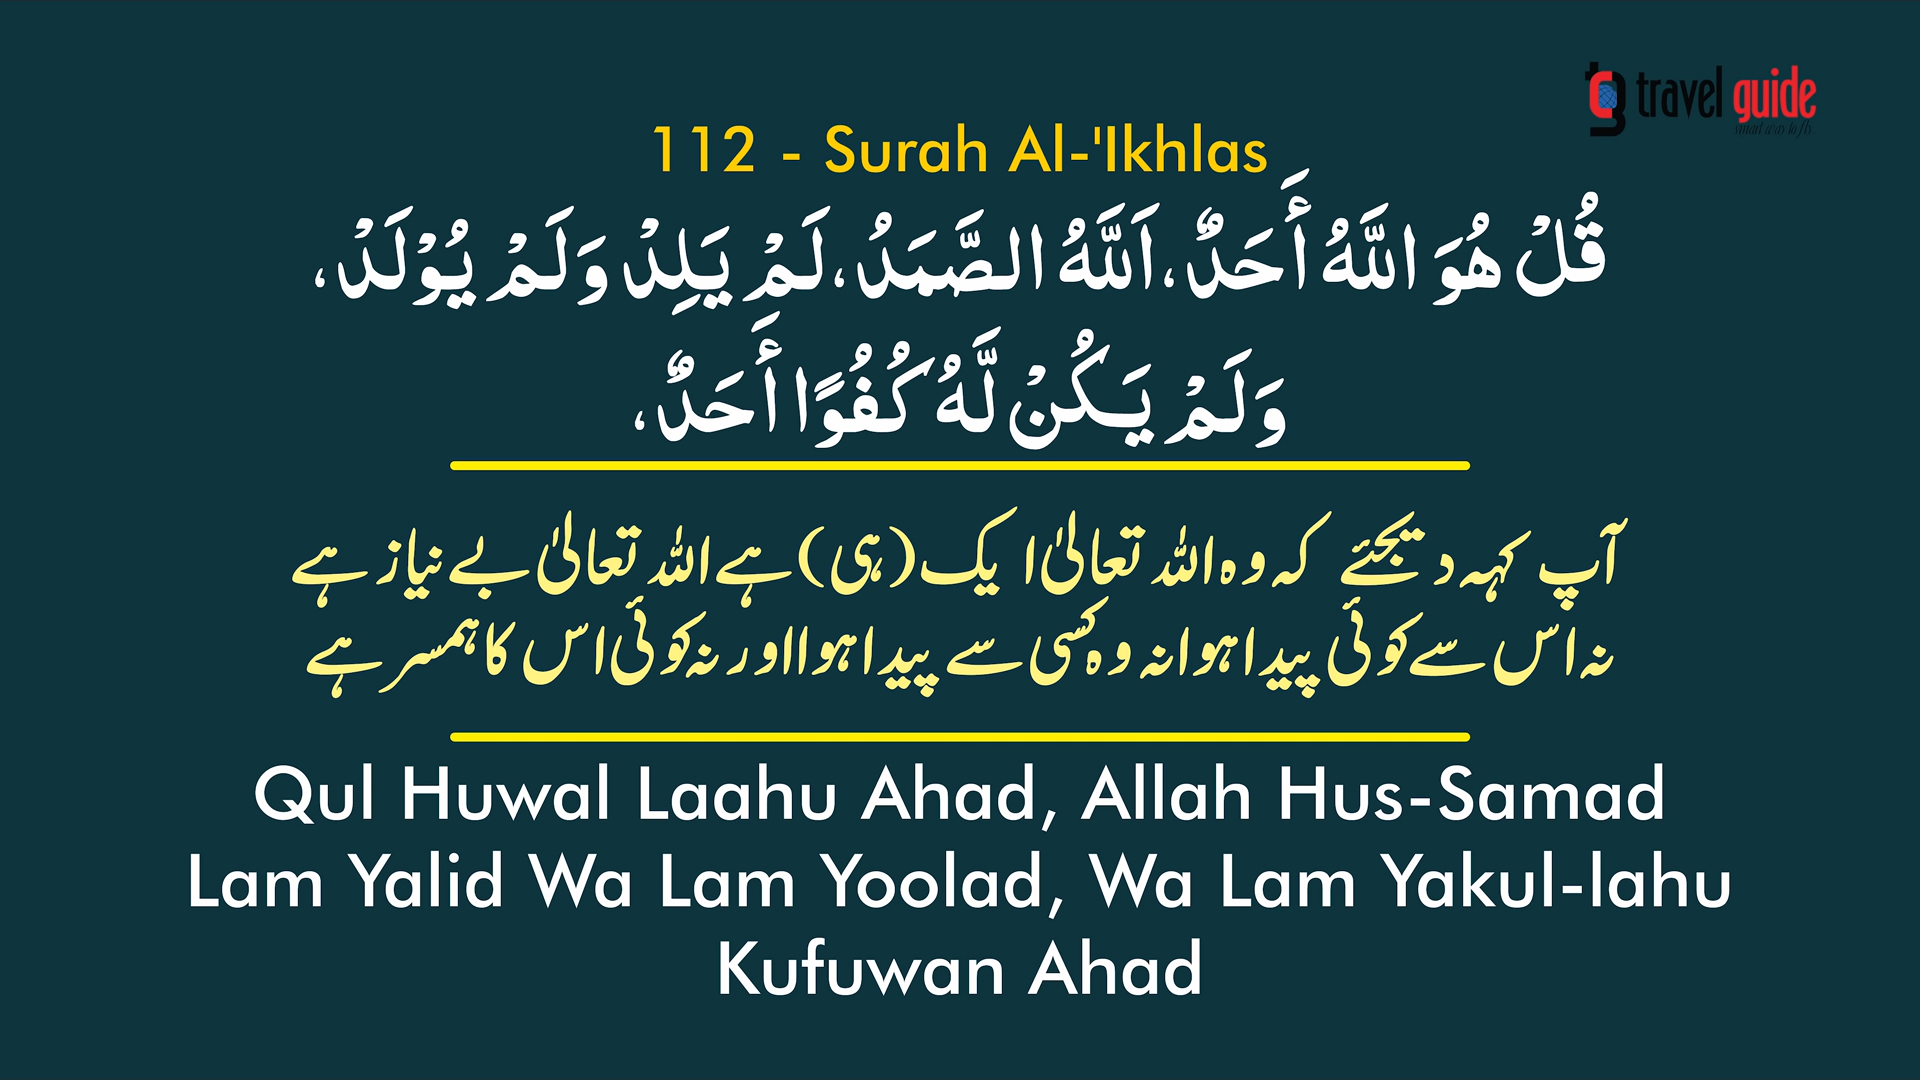 travel guide
112 - Surah Al-'Ikhlas
قُلْ هُوَ اللَّهُ أَحَدٌ، اَللَّهُ الصَّمَدُ، لَمْ يَلِدْ وَلَمْ يُوْلَدْ،
وَلَمْ يَكُنْ لَّهُ كُفُوًا أَحَدٌ،
آپ کہہ دیجئے کہ وہ اللہ تعالیٰ ایک (ہی) ہے اللہ تعالیٰ بے نیاز ہے
نہ اس سے کوئی پیدا ہوا نہ وہ کسی سے پیدا ہوا اور نہ کوئی اس کا ہمسر ہے
Qul Huwal Laahu Ahad, Allah Hus-Samad
Lam Yalid Wa Lam Yoolad, Wa Lam Yakul-lahu
Kufuwan Ahad